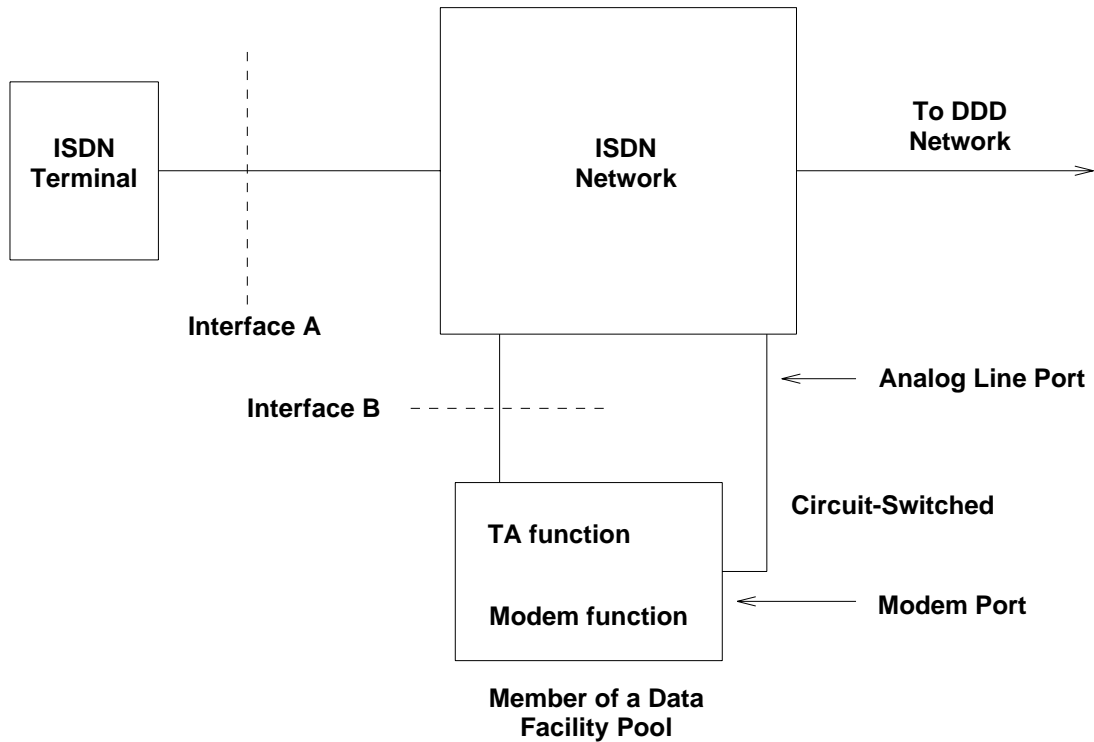 ISDN
Terminal
ISDN
Network
To DDD
Network
Interface A
Interface B
Analog Line Port
Circuit-Switched
TA function
Modem function
Modem Port
Member of a Data
Facility Pool